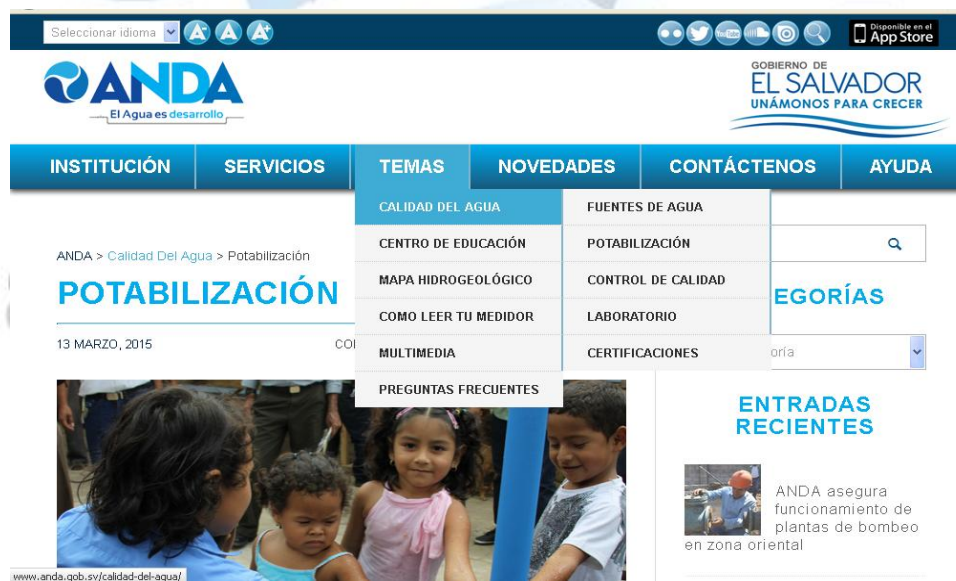 Seleccionar idioma
A- A A+
You Tube
Disponible en el
App Store
ANDA
El Agua es desarrollo
GOBIERNO DE
EL SALVADOR
UNÁMONOS PARA CRECER
INSTITUCIÓN SERVICIOS TEMAS NOVEDADES CONTÁCTENOS AYUDA
CALIDAD DEL AGUA
CENTRO DE EDUCACIÓN
MAPA HIDROGEOLÓGICO
COMO LEER TU MEDIDOR
MULTIMEDIA
PREGUNTAS FRECUENTES
FUENTES DE AGUA
POTABILIZACIÓN
CONTROL DE CALIDAD
LABORATORIO
CERTIFICACIONES
ANDA > Calidad Del Agua > Potabilización
POTABILIZACIÓN
13 MARZO, 2015
CO
EGORÍAS
oría
ENTRADAS
RECIENTES
ANDA asegura
funcionamiento de
plantas de bombeo
en zona oriental
www.anda.gob.sv/calidad-del-agua/